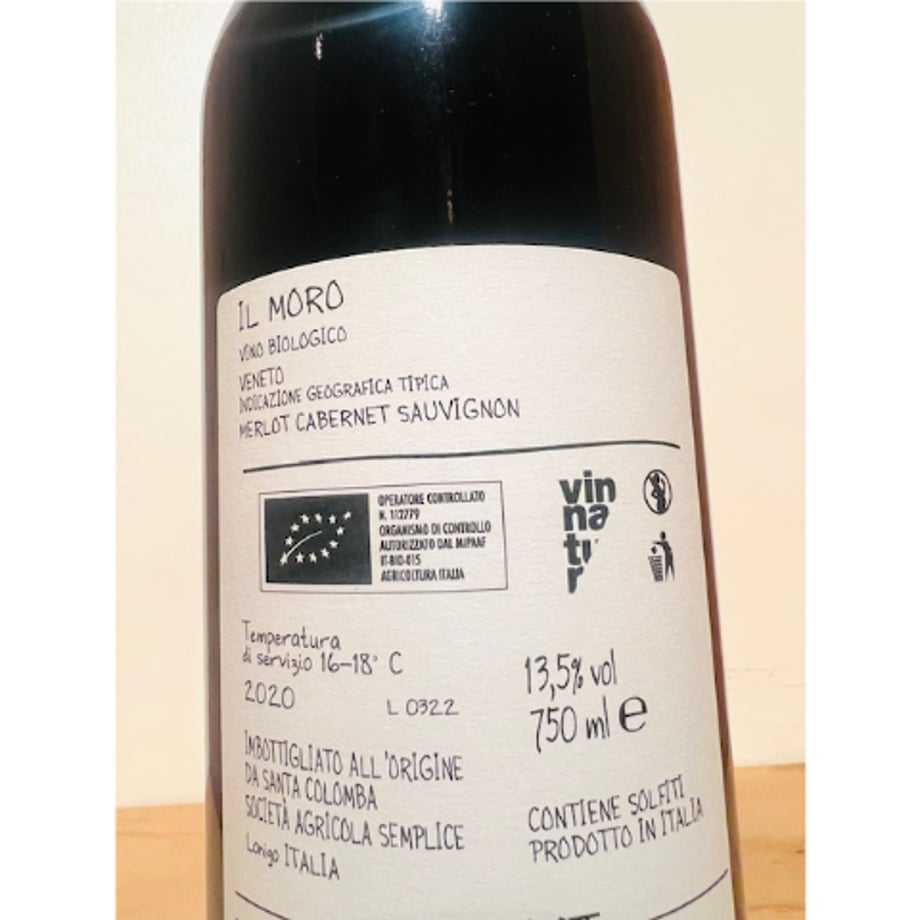 IL MORO
VINO BIOLOGICO
VENETO
INDICAZIONE GEOGRAFICA TIPICA
MERLOT CABERNET SAUVIGNON
OPERATORE CONTROLLATO
N. 112779
ORGANISMO DI CONTROLLO
AUTORIZZATO DAL MIPAAF
IT-BIO-015
AGRICOLTURA ITALIA
vin
na
tu
r
Temperatura
di servizio 16-18° C
2020
L 0322
13,5% vol
750 ml e
IMBOTTIGLIATO ALL'ORIGINE
DA SANTA COLOMBA
SOCIETÀ AGRICOLA SEMPLICE
Lonigo ITALIA
CONTIENE SOLFITI
PRODOTTO IN ITALIA